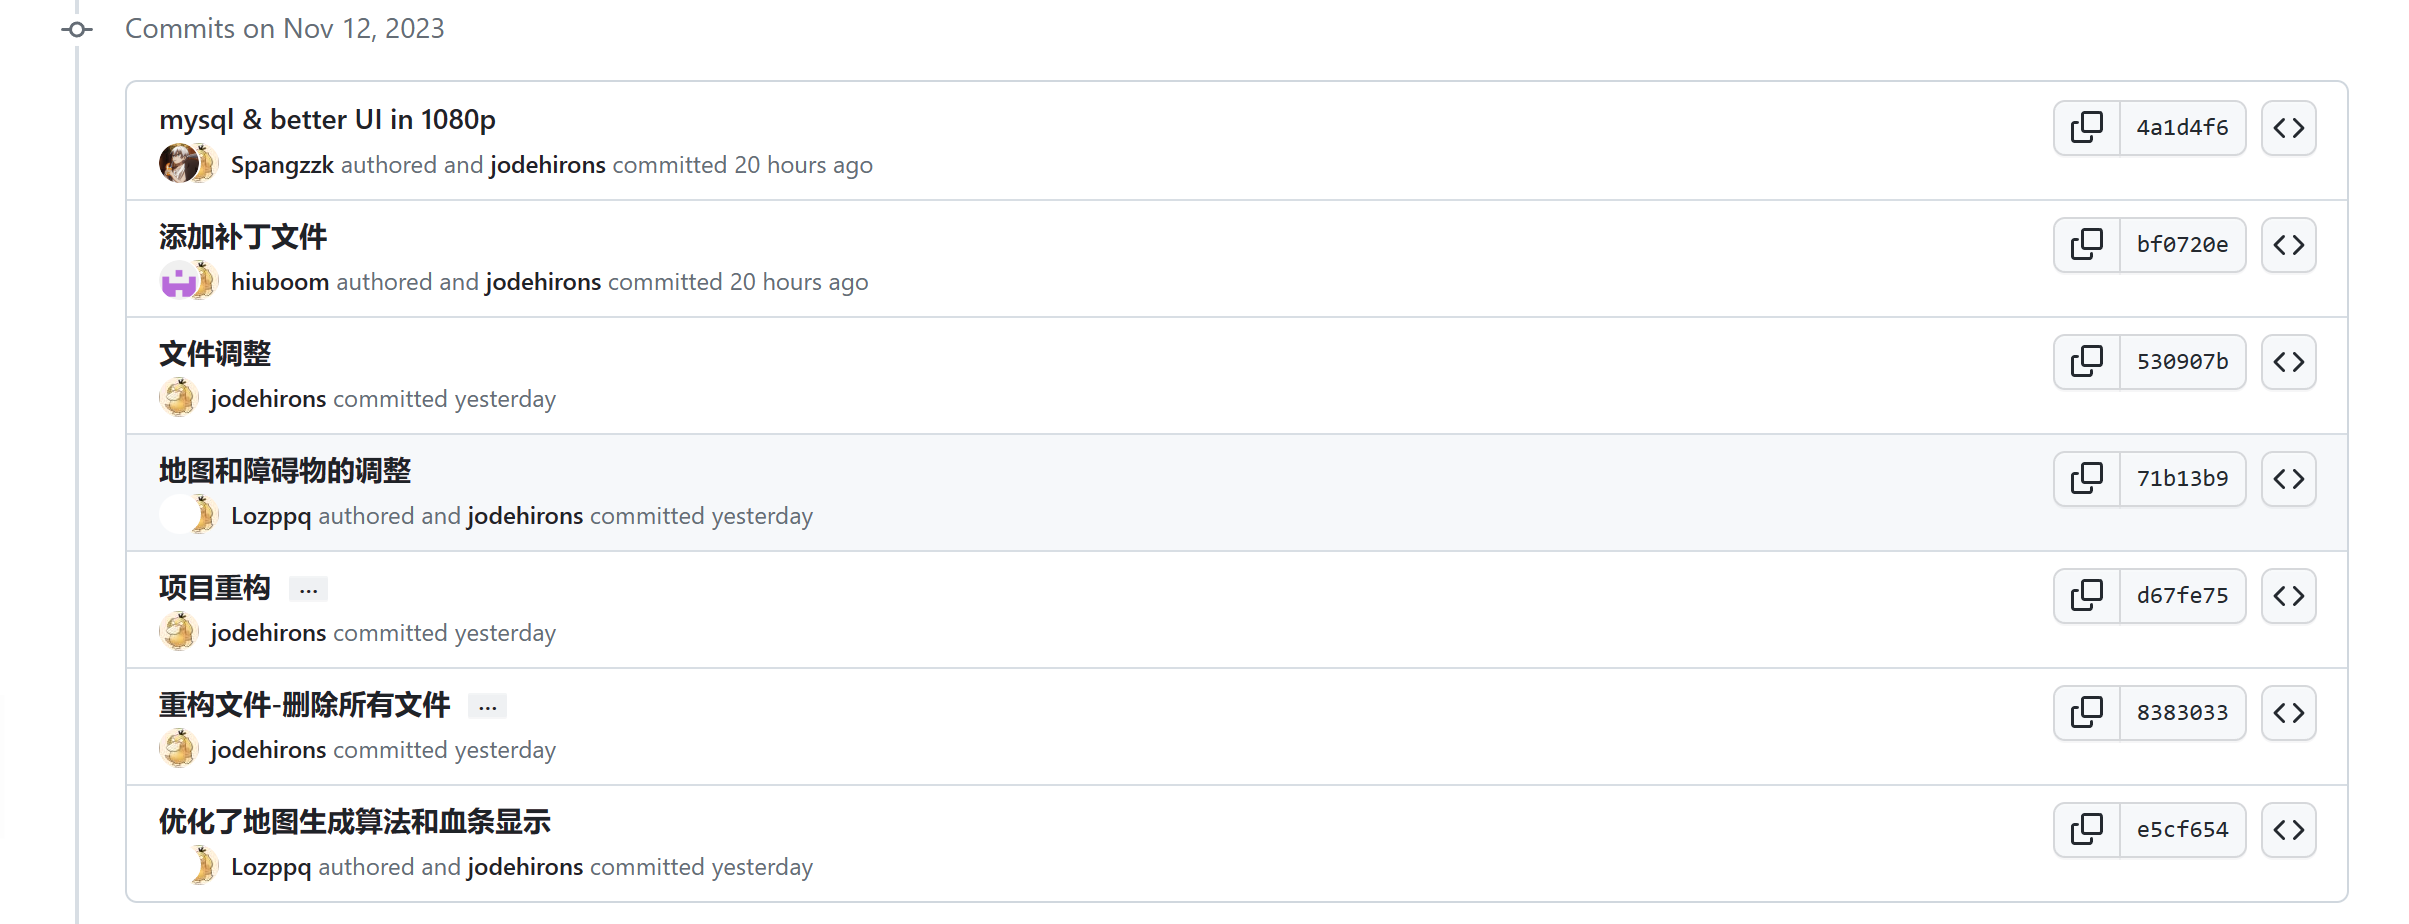 Commits on Nov 12, 2023
mysql & better UI in 1080p
4a1d4f6
Spangzzk authored and jodehirons committed 20 hours ago
添加补丁文件
bf0720e
hiuboom authored and jodehirons committed 20 hours ago
文件调整
530907b
jodehirons committed yesterday
地图和障碍物的调整
71b13b9
Lozppq authored and jodehirons committed yesterday
项目重构 ...
d67fe75
jodehirons committed yesterday
重构文件-删除所有文件 ...
8383033
jodehirons committed yesterday
优化了地图生成算法和血条显示
e5cf654
Lozppq authored and jodehirons committed yesterday